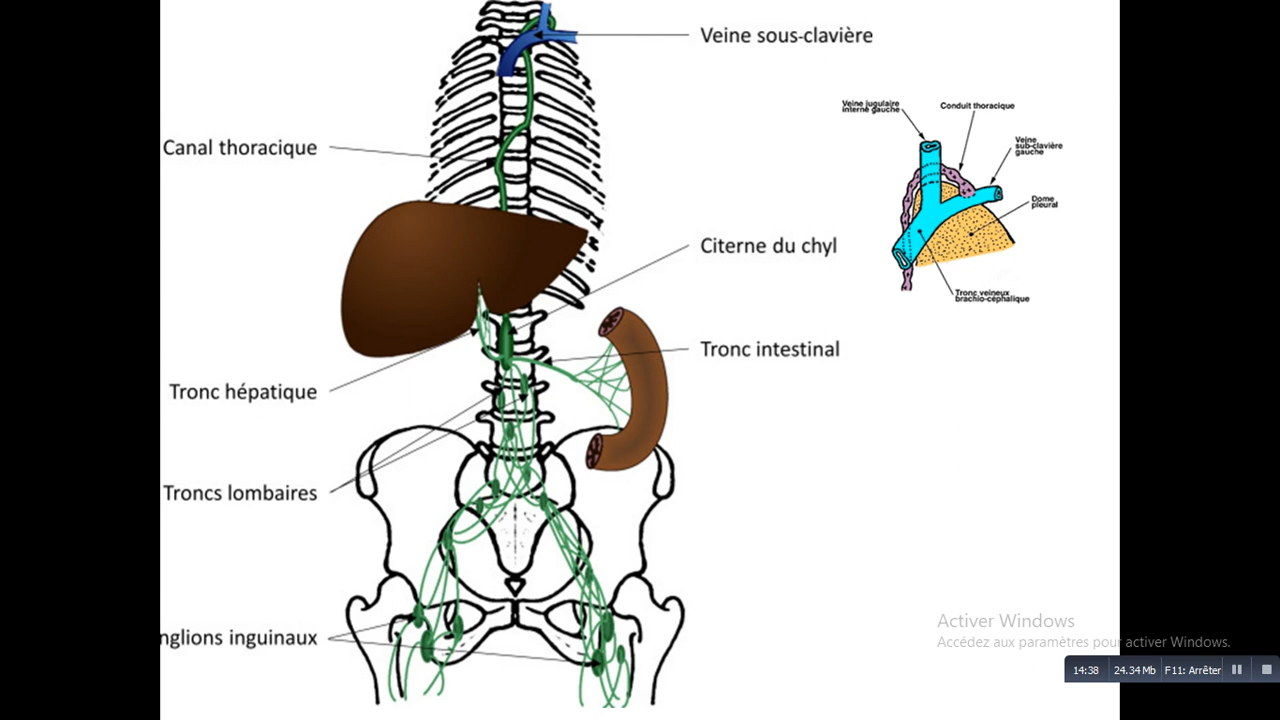 Veine sous-clavière
Veine jugulaire
interne gauche
Conduit thoracique
Canal thoracique
Veine
sub-clavière
gauche
Dome
pleural
Citerne du chyl
Tronc veineux
brachio-céphalique
Tronc intestinal
Tronc hépatique
Troncs lombaires
nglions inguinaux
Activer Windows
Accédez aux paramètres pour activer Windows.
14:38 24.34 Mb F11: Arrêter